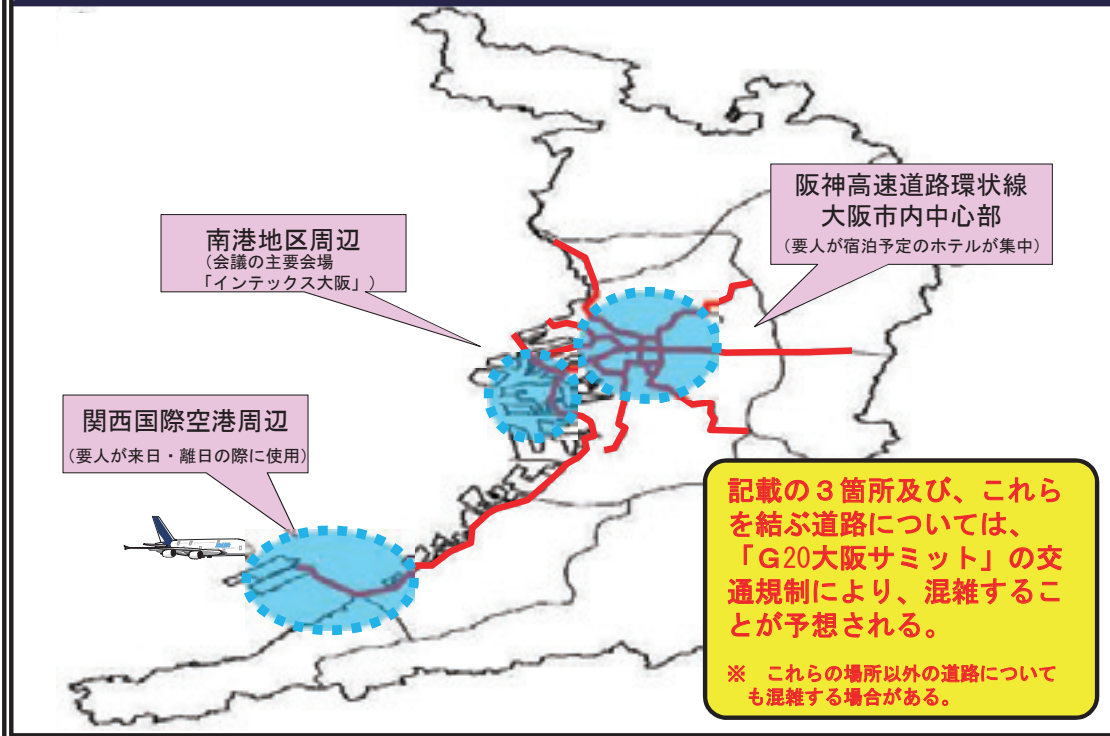 阪神高速道路環状線
大阪市内中心部
(要人が宿泊予定のホテルが集中)
南港地区周辺
(会議の主要会場
「インテックス大阪」)
関西国際空港周辺
(要人が来日・離日の際に使用)
記載の３箇所及び、これら
を結ぶ道路については、
「Ｇ20大阪サミット」の交
通規制により、混雑するこ
とが予想される。
※　これらの場所以外の道路について
も混雑する場合がある。